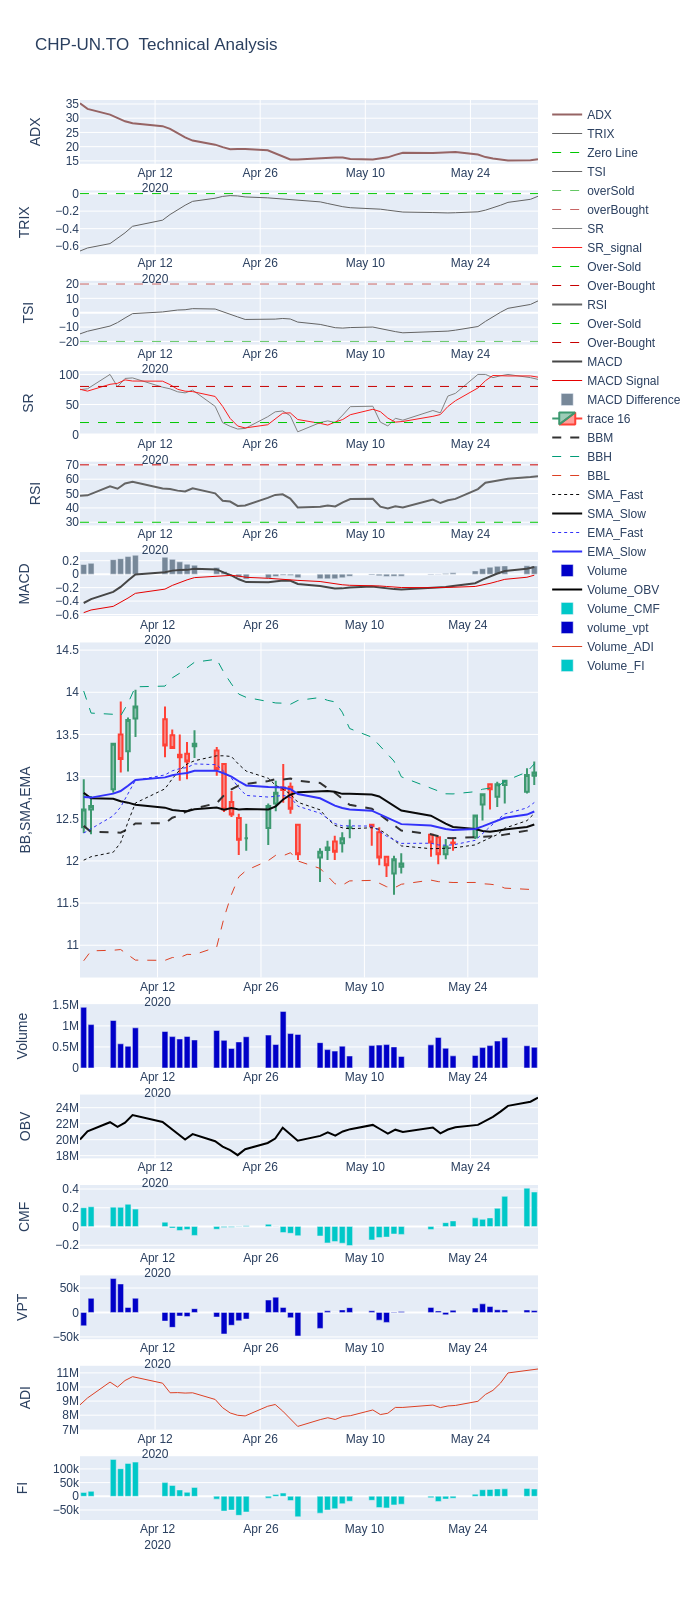 CHP-UN.TO  Technical Analysis
ADX
35
30
25
20
15
Apr 12
2020
Apr 26
May 10
May 24
TRIX
0
−0.2
−0.4
−0.6
Apr 12
2020
Apr 26
May 10
May 24
TSI
20
10
0
−10
−20
Apr 12
2020
Apr 26
May 10
May 24
SR
100
50
0
Apr 12
2020
Apr 26
May 10
May 24
RSI
70
60
50
40
30
Apr 12
2020
Apr 26
May 10
May 24
MACD
0.2
0
−0.2
−0.4
−0.6
Apr 12
2020
Apr 26
May 10
May 24
BB,SMA,EMA
14.5
14
13.5
13
12.5
12
11.5
11
Apr 12
2020
Apr 26
May 10
May 24
Volume
1.5M
1M
0.5M
0
Apr 12
2020
Apr 26
May 10
May 24
OBV
24M
22M
20M
18M
Apr 12
2020
Apr 26
May 10
May 24
CMF
0.4
0.2
0
−0.2
Apr 12
2020
Apr 26
May 10
May 24
VPT
50k
0
−50k
Apr 12
2020
Apr 26
May 10
May 24
ADI
11M
10M
9M
8M
7M
Apr 12
2020
Apr 26
May 10
May 24
FI
100k
50k
0
−50k
Apr 12
2020
Apr 26
May 10
May 24
ADX
TRIX
Zero Line
TSI
overSold
overBought
SR
SR_signal
Over-Sold
Over-Bought
RSI
Over-Sold
Over-Bought
MACD
MACD Signal
MACD Difference
trace 16
BBM
BBH
BBL
SMA_Fast
SMA_Slow
EMA_Fast
EMA_Slow
Volume
Volume_OBV
Volume_CMF
volume_vpt
Volume_ADI
Volume_FI